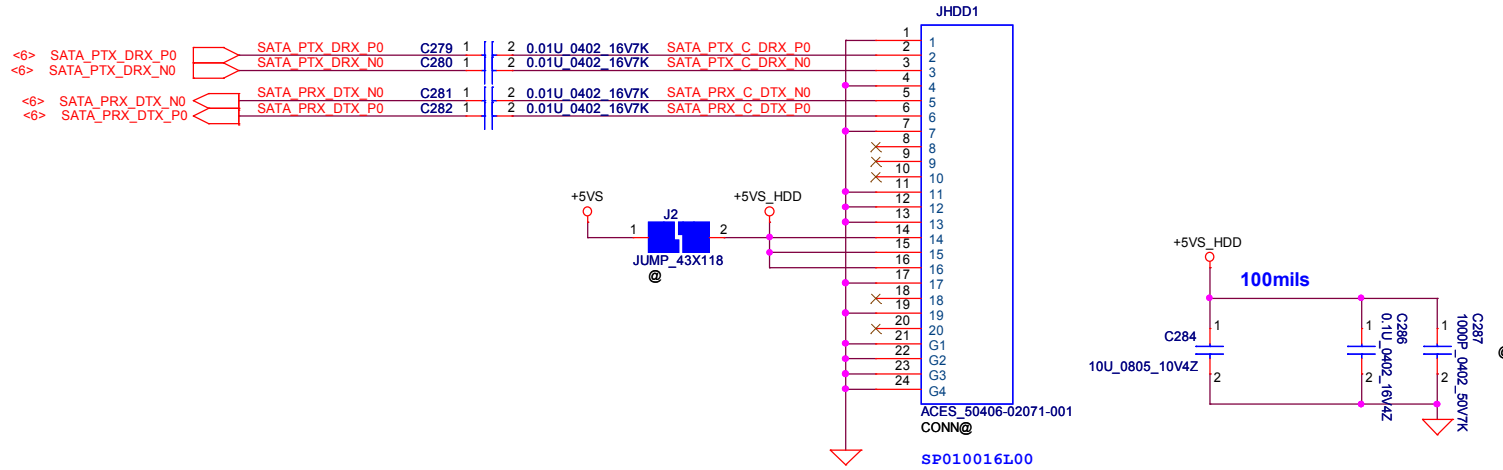 JHDD1
<6> SATA_PTX_DRX_P0 SATA_PTX_DRX_P0 C279 1 2 0.01U_0402_16V7K SATA_PTX_C_DRX_P0
<6> SATA_PTX_DRX_N0 SATA_PTX_DRX_N0 C280 1 2 0.01U_0402_16V7K SATA_PTX_C_DRX_N0
<6> SATA_PRX_DTX_N0 SATA_PRX_DTX_N0 C281 1 2 0.01U_0402_16V7K SATA_PRX_C_DTX_N0
<6> SATA_PRX_DTX_P0 SATA_PRX_DTX_P0 C282 1 2 0.01U_0402_16V7K SATA_PRX_C_DTX_P0
1 1
2 2
3 3
4 4
5 5
6 6
7 7
8 8
9 9
10 10
11 11
12 12
13 13
14 14
15 15
16 16
17 17
18 18
19 19
20 20
21 G1
22 G2
23 G3
24 G4
ACES_50406-02071-001
CONN@
SP010016L00
+5VS
J2
1 2
JUMP_43X118
@
+5VS_HDD
+5VS_HDD
100mils
C284
1
2
10U_0805_10V4Z
1
2
C286
0.1U_0402_16V4Z
1
2
C287
1000P_0402_50V7K
@